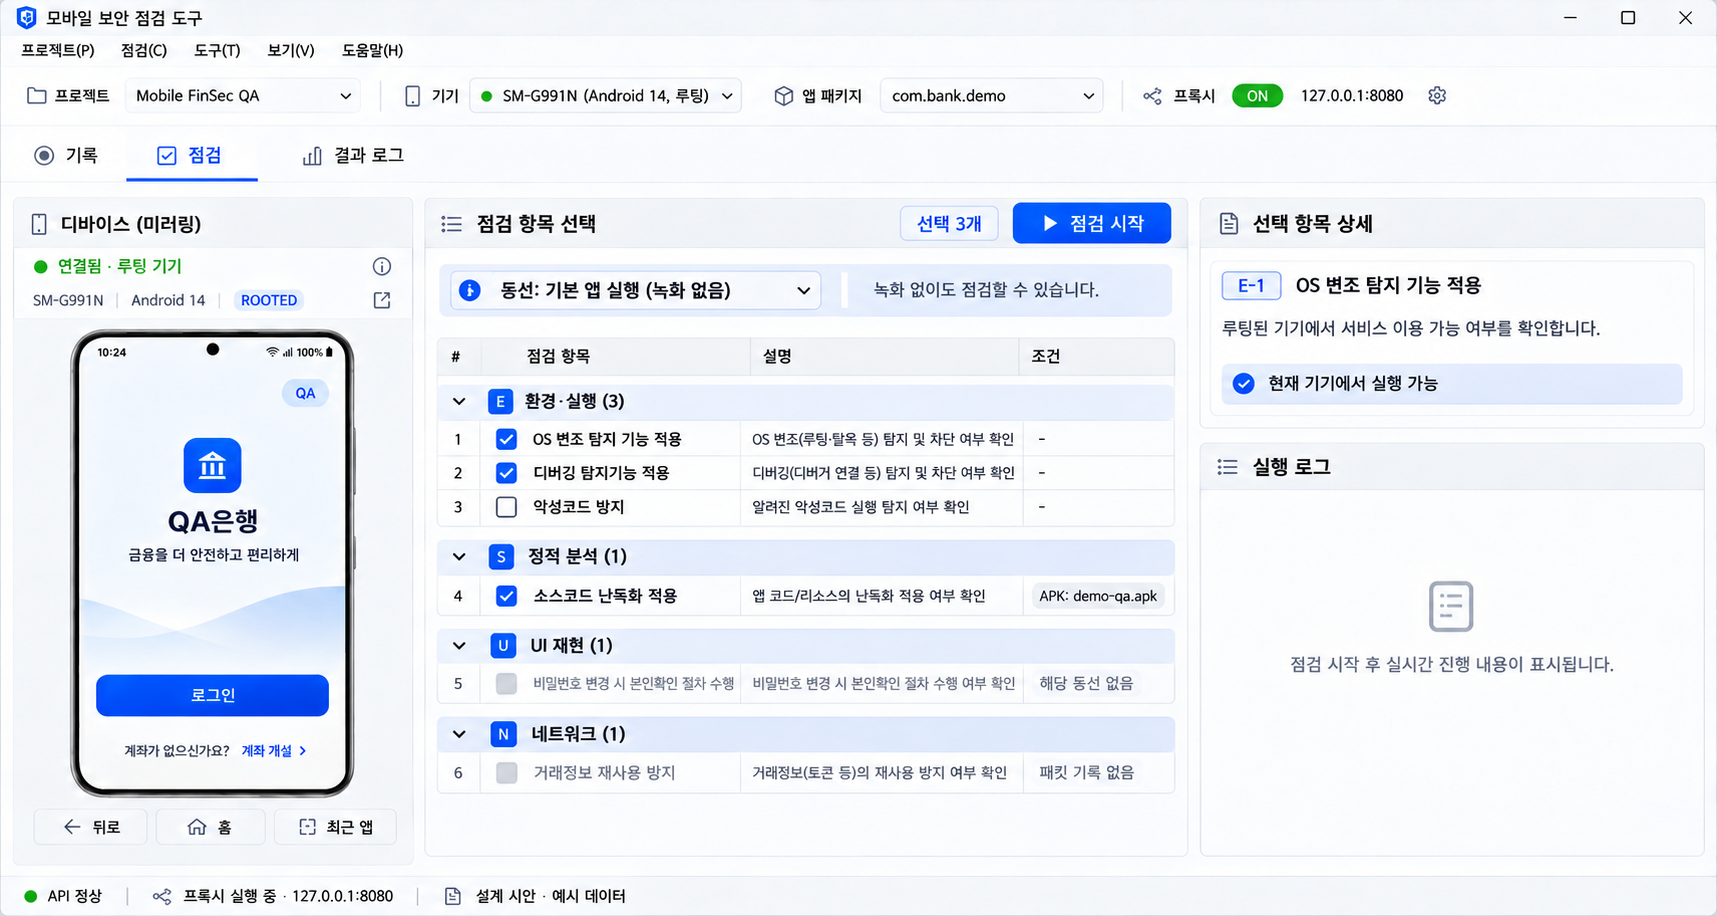 모바일 보안 점검 도구
프로젝트(P) 점검(C) 도구(T) 보기(V) 도움말(H)
프로젝트 Mobile FinSec QA 기기 SM-G991N (Android 14, 루팅) 앱 패키지 com.bank.demo 프록시 ON 127.0.0.1:8080
기록 점검 결과 로그
디바이스 (미러링)
연결됨 · 루팅 기기
SM-G991N Android 14 ROOTED
10:24 100%
QA
QA은행
금융을 더 안전하고 편리하게
로그인
계좌가 없으신가요? 계좌 개설
뒤로 홈 최근 앱
점검 항목 선택 선택 3개 점검 시작
동선: 기본 앱 실행 (녹화 없음) 녹화 없이도 점검할 수 있습니다.
# 점검 항목 설명 조건
E 환경·실행 (3)
1 OS 변조 탐지 기능 적용 OS 변조(루팅·탈옥 등) 탐지 및 차단 여부 확인 -
2 디버깅 탐지기능 적용 디버깅(디버거 연결 등) 탐지 및 차단 여부 확인 -
3 악성코드 방지 알려진 악성코드 실행 탐지 여부 확인 -
S 정적 분석 (1)
4 소스코드 난독화 적용 앱 코드/리소스의 난독화 적용 여부 확인 APK: demo-qa.apk
U UI 재현 (1)
5 비밀번호 변경 시 본인확인 절차 수행 비밀번호 변경 시 본인확인 절차 수행 여부 확인 해당 동선 없음
N 네트워크 (1)
6 거래정보 재사용 방지 거래정보(토큰 등)의 재사용 방지 여부 확인 패킷 기록 없음
선택 항목 상세
E-1 OS 변조 탐지 기능 적용
루팅된 기기에서 서비스 이용 가능 여부를 확인합니다.
현재 기기에서 실행 가능
실행 로그
점검 시작 후 실시간 진행 내용이 표시됩니다.
API 정상 프록시 실행 중 · 127.0.0.1:8080 설계 시안 · 예시 데이터